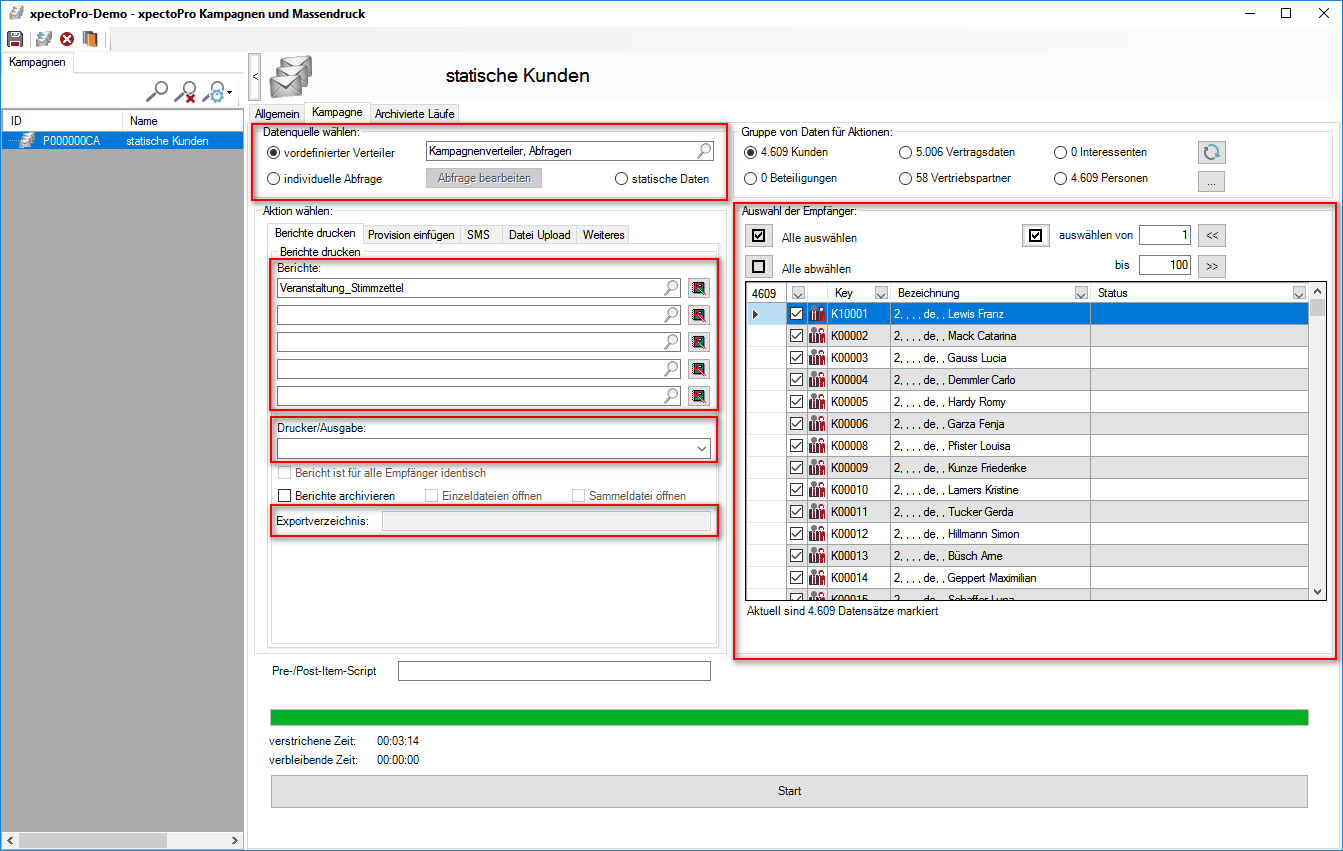 xpectoPro-Demo - xpectoPro Kampagnen und Massendruck
Kampagnen
ID Name
P000000CA statische Kunden
<
statische Kunden
Allgemein Kampagne Archivierte Läufe
Datenquelle wählen:
vordefinierter Verteiler Kampagnenverteiler, Abfragen
individuelle Abfrage Abfrage bearbeiten statische Daten
Gruppe von Daten für Aktionen:
4.609 Kunden 5.006 Vertragsdaten 0 Interessenten
0 Beteiligungen 58 Vertriebspartner 4.609 Personen ...
Aktion wählen:
Berichte drucken Provision einfügen SMS Datei Upload Weiteres
Berichte drucken
Berichte:
Veranstaltung_Stimmzettel
Drucker/Ausgabe:
Bericht ist für alle Empfänger identisch
Berichte archivieren Einzeldateien öffnen Sammeldatei öffnen
Exportverzeichnis:
Auswahl der Empfänger:
Alle auswählen auswählen von 1 <<
Alle abwählen bis 100 >>
4609 Key Bezeichnung Status
K10001 2, , , , de, , Lewis Franz
K00002 2, , , , de, , Mack Catarina
K00003 2, , , , de, , Gauss Lucia
K00004 2, , , , de, , Demmler Carlo
K00005 2, , , , de, , Hardy Romy
K00006 2, , , , de, , Garza Fenja
K00008 2, , , , de, , Pfister Louisa
K00009 2, , , , de, , Kunze Friederike
K00010 2, , , , de, , Lamers Kristine
K00011 2, , , , de, , Tucker Gerda
K00012 2, , , , de, , Hillmann Simon
K00013 2, , , , de, , Büsch Arne
K00014 2, , , , de, , Geppert Maximilian
K00015 2, , , , de, , Schaffer Luna
Aktuell sind 4.609 Datensätze markiert
Pre-/Post-Item-Script
verstrichene Zeit: 00:03:14
verbleibende Zeit: 00:00:00
Start